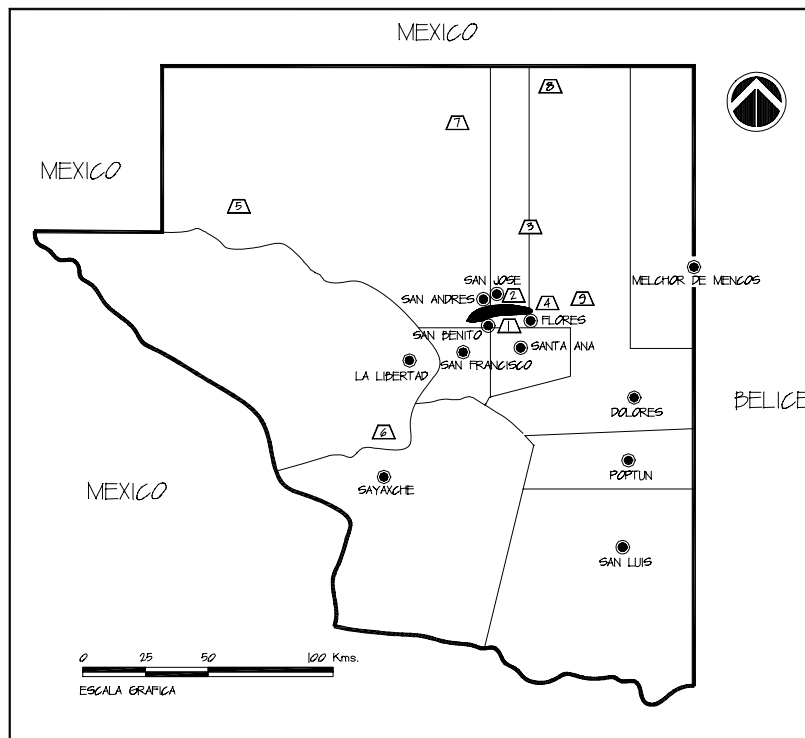 MEXICO
8
7
MEXICO
5
3
MELCHOR DE MENCOS
SAN JOSE
SAN ANDRES
2
4
9
FLORES
SAN BENITO
1
SANTA ANA
SAN FRANCISCO
LA LIBERTAD
BELICE
DOLORES
6
POPTUN
MEXICO
SAYAXCHE
SAN LUIS
0 25 50 100 Kms.
ESCALA GRAFICA